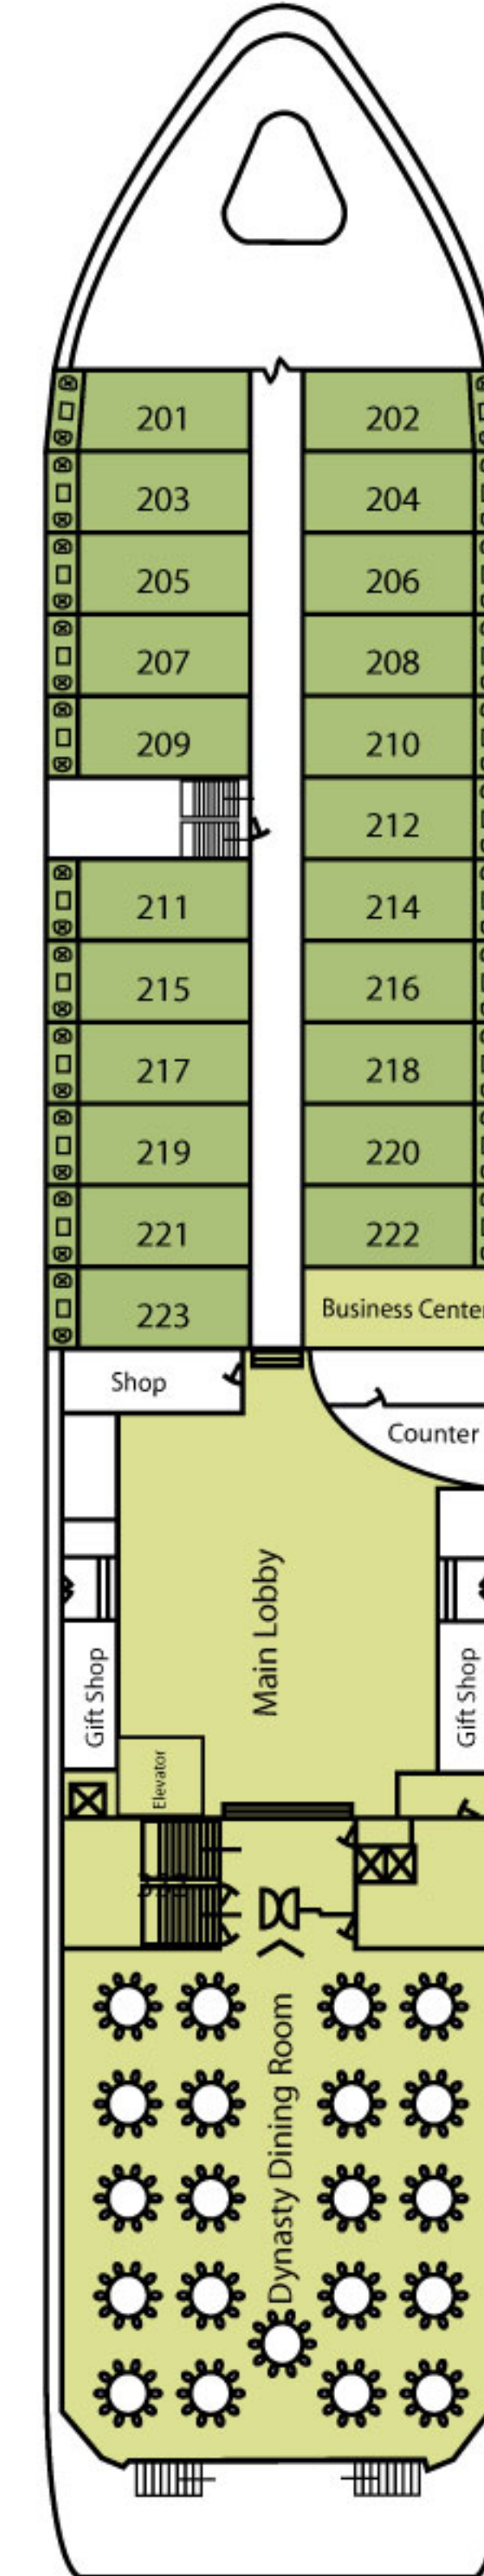 201 202
203 204
205 206
207 208
209 210
212
211 214
215 216
217 218
219 220
221 222
223 Business Center
Shop
Counter
Main Lobby
Gift Shop Gift Shop
Elevator
Dynasty Dining Room